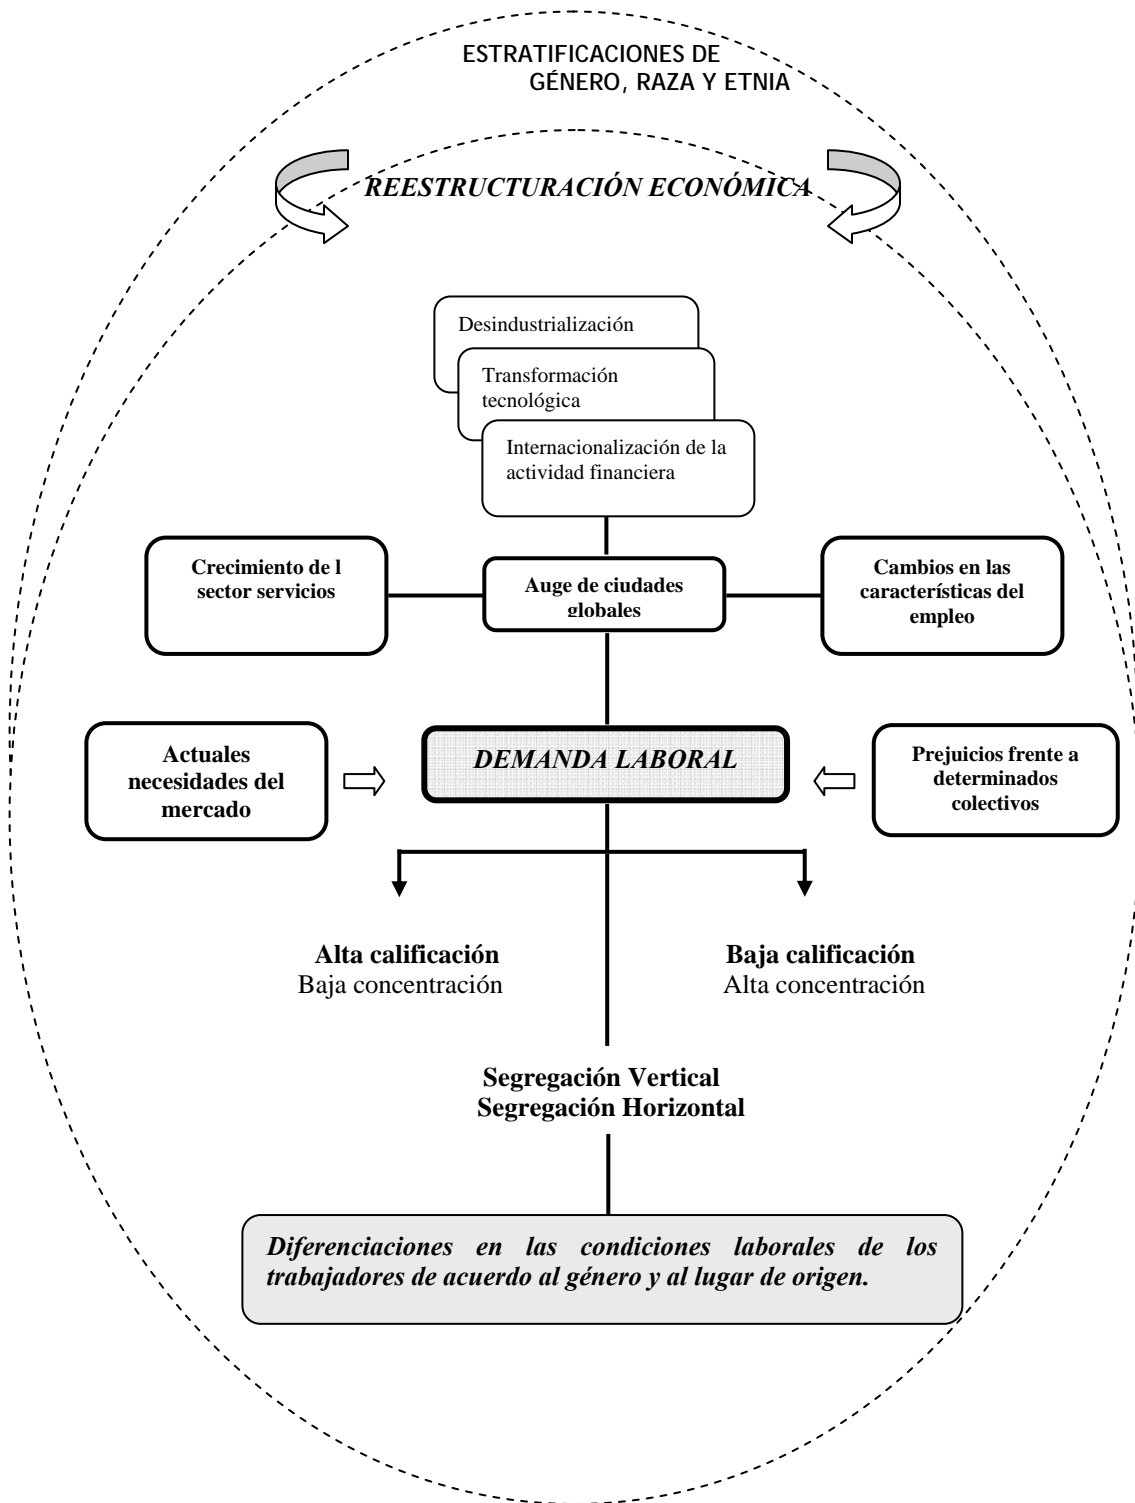 ESTRATIFICACIONES DE
GÉNERO, RAZA Y ETNIA
REESTRUCTURACIÓN ECONÓMICA
Desindustrialización
Transformación
tecnológica
Internacionalización de la
actividad financiera
Crecimiento de l
sector servicios
Auge de ciudades
globales
Cambios en las
características del
empleo
Actuales
necesidades del
mercado
DEMANDA LABORAL
Prejuicios frente a
determinados
colectivos
Alta calificación
Baja concentración
Baja calificación
Alta concentración
Segregación Vertical
Segregación Horizontal
Diferenciaciones en las condiciones laborales de los
trabajadores de acuerdo al género y al lugar de origen.